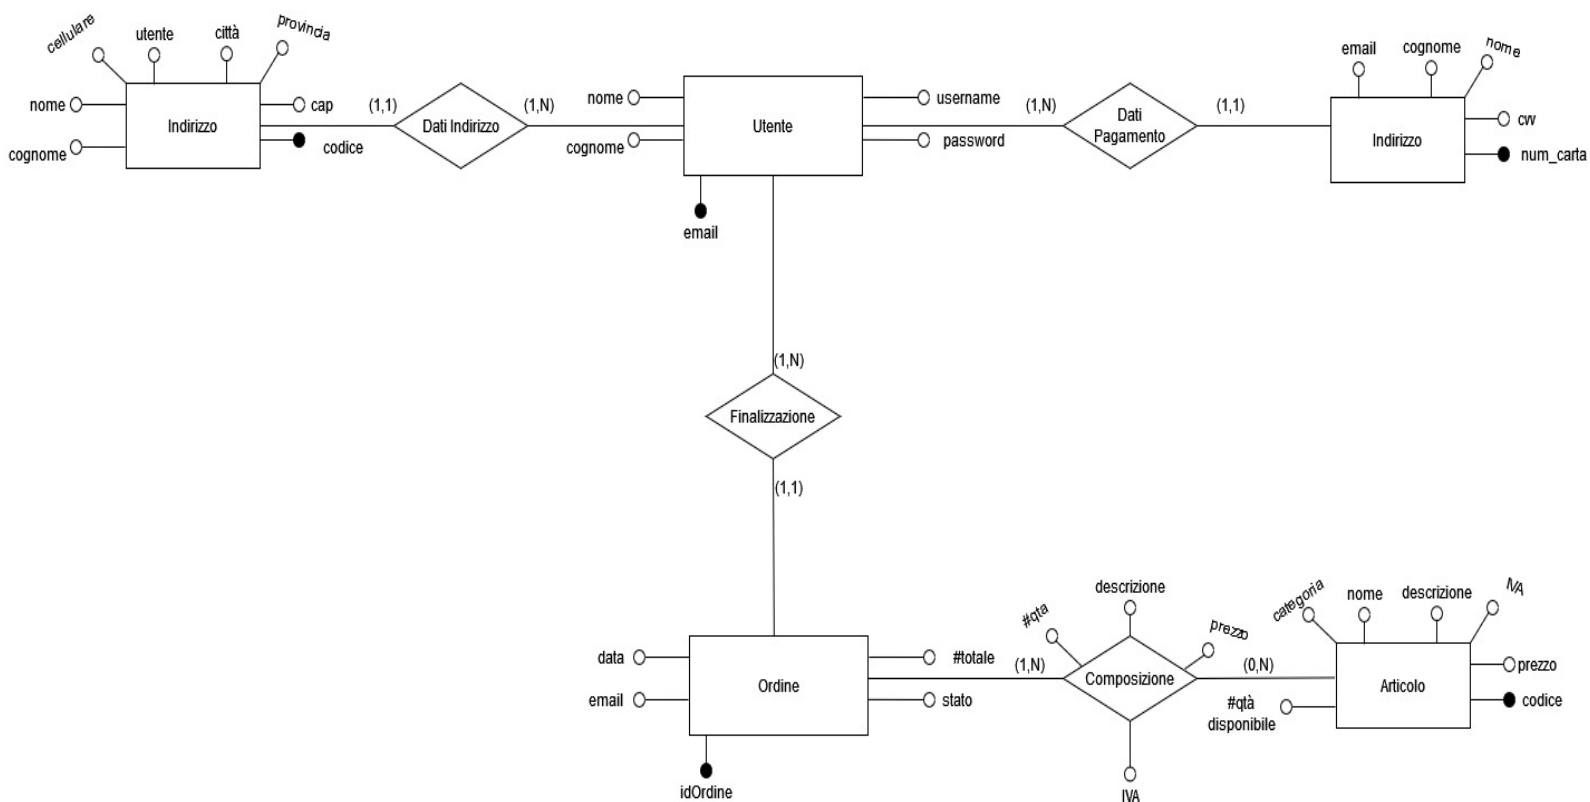 cellulare
utente
città
provincia
nome
cap
cognome
codice
Indirizzo
(1,1)
Dati Indirizzo
(1,N)
nome
cognome
Utente
username
password
email
(1,N)
Dati
Pagamento
(1,1)
email
cognome
nome
Indirizzo
cvv
num_carta
(1,N)
Finalizzazione
(1,1)
data
email
Ordine
#totale
stato
idOrdine
(1,N)
#qta
descrizione
prezzo
Composizione
IVA
(0,N)
categoria
nome
descrizione
IVA
prezzo
codice
#qtà
disponibile
Articolo